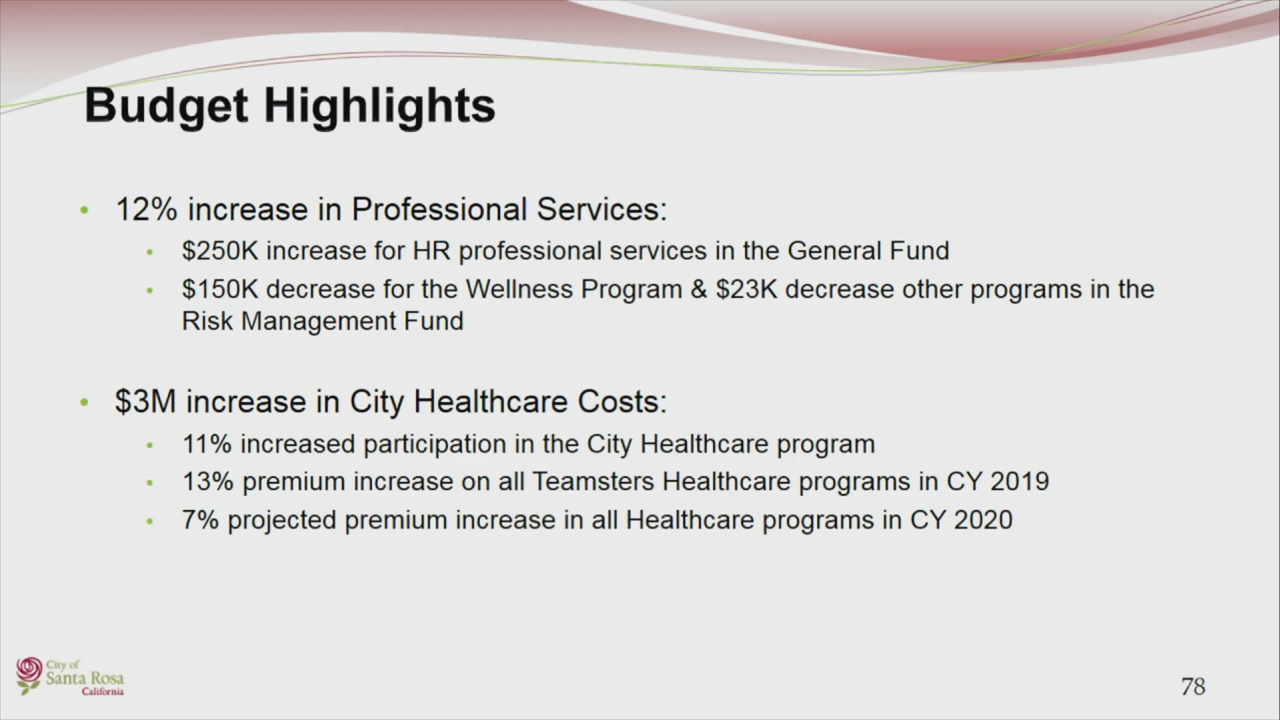 Budget Highlights
• 12% increase in Professional Services:
• $250K increase for HR professional services in the General Fund
• $150K decrease for the Wellness Program & $23K decrease other programs in the
Risk Management Fund
• $3M increase in City Healthcare Costs:
• 11% increased participation in the City Healthcare program
• 13% premium increase on all Teamsters Healthcare programs in CY 2019
• 7% projected premium increase in all Healthcare programs in CY 2020
City of
Santa Rosa
California
78